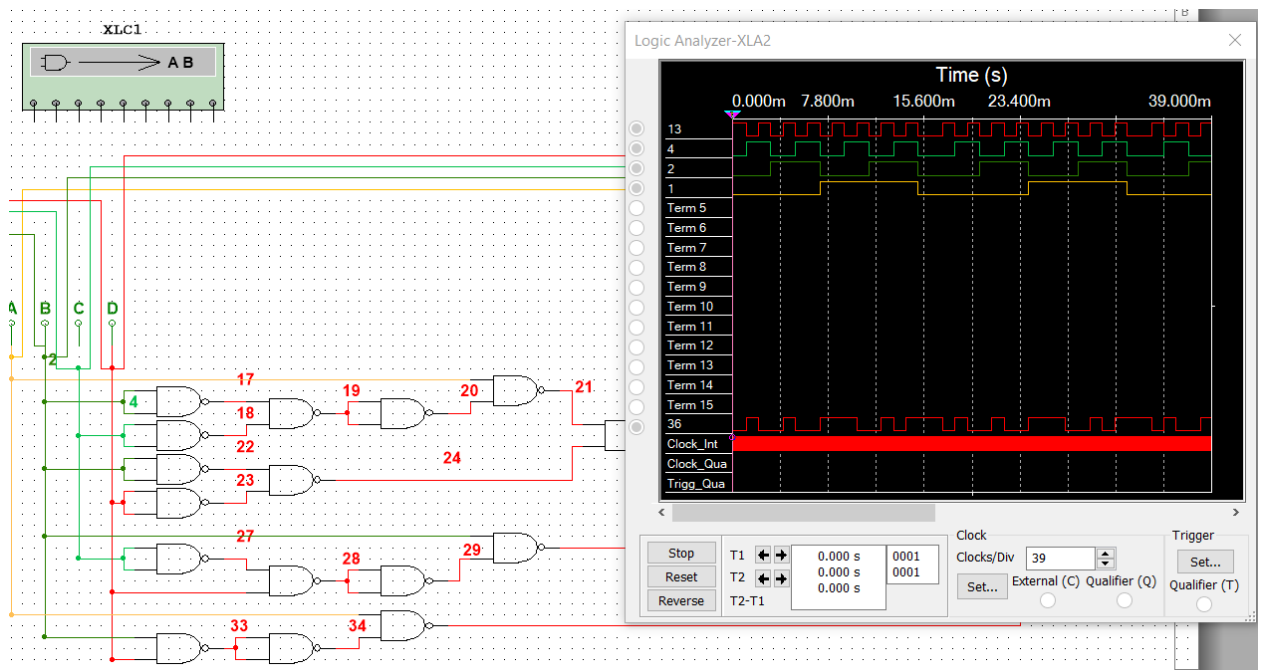 B
XLC1
A B
Logic Analyzer-XLA2
Time (s)
0.000m 7.800m 15.600m 23.400m 39.000m
13
4
2
1
Term 5
Term 6
Term 7
Term 8
Term 9
Term 10
Term 11
Term 12
Term 13
Term 14
Term 15
36
Clock_Int
Clock_Qua
Trigg_Qua
A B C D
2
17
4
18
19
20
21
22
23
24
27
28
29
33
34
Stop
Reset
Reverse
T1
T2
T2-T1
0.000 s 0001
0.000 s 0001
0.000 s
Clock
Clocks/Div 39
Set... External (C) Qualifier (Q)
Trigger
Set...
Qualifier (T)